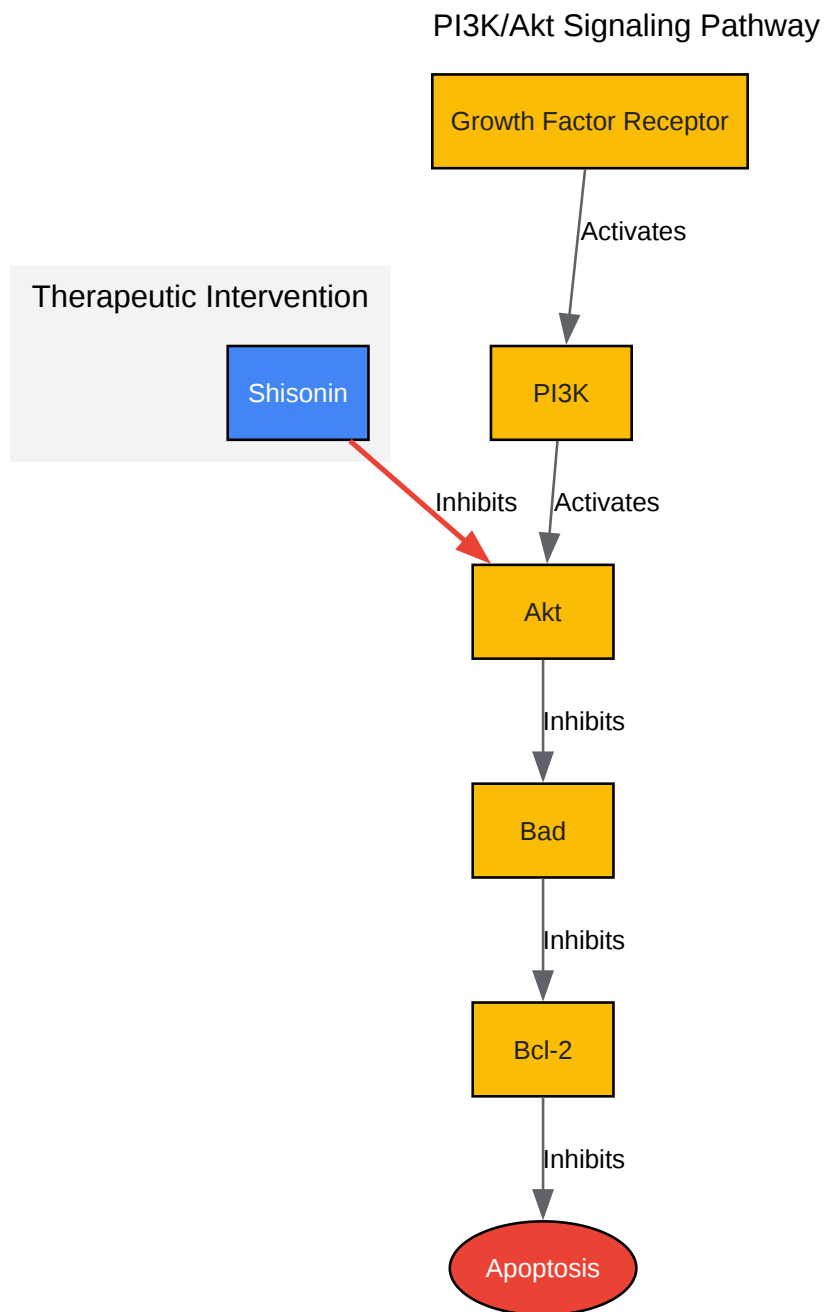 PI3K/Akt Signaling Pathway
Growth Factor Receptor
Activates
Therapeutic Intervention
Shisonin
PI3K
Inhibits
Activates
Akt
Inhibits
Bad
Inhibits
Bcl-2
Inhibits
Apoptosis